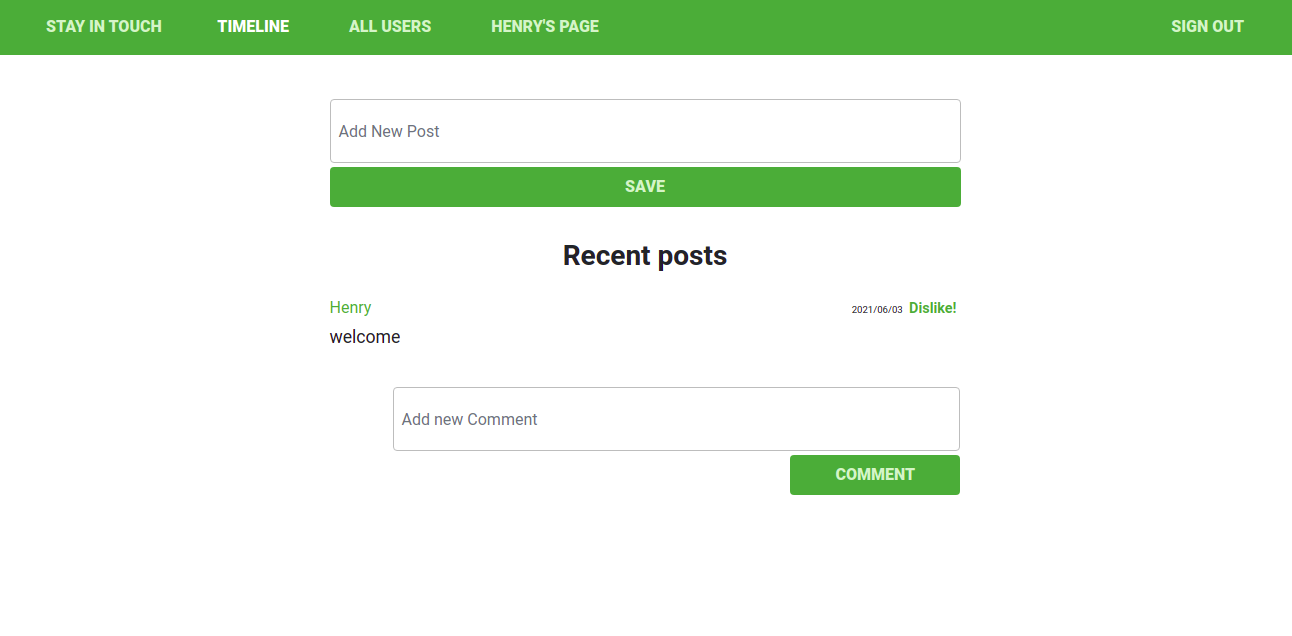 STAY IN TOUCH TIMELINE ALL USERS HENRY'S PAGE SIGN OUT
Add New Post
SAVE
Recent posts
Henry 2021/06/03 Dislike!
welcome
Add new Comment
COMMENT